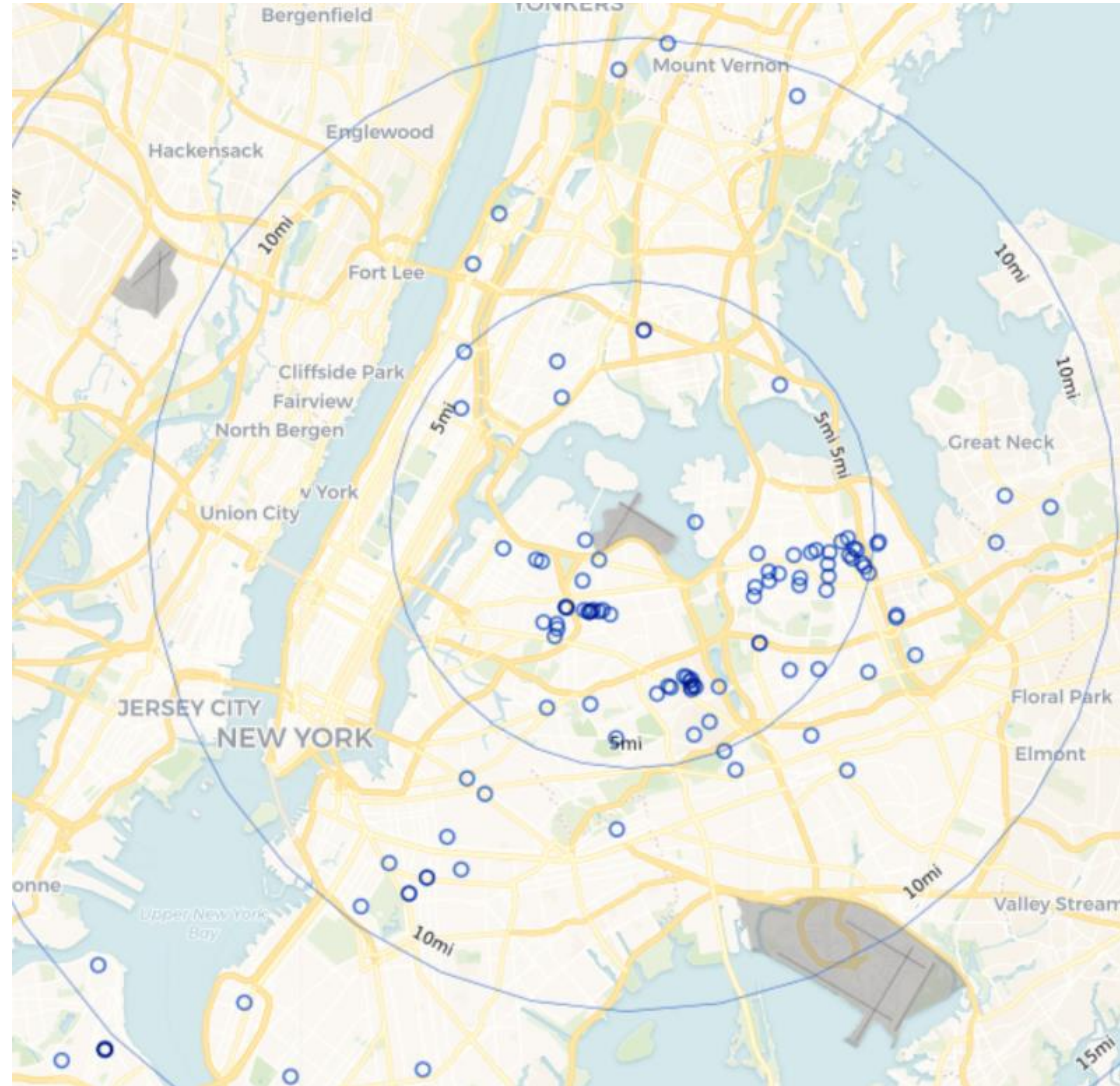 YONKERS
Bergenfield
Mount Vernon
Englewood
Hackensack
mi
10mi
10mi
Fort Lee
10mi
Cliffside Park
Fairview
5mi
North Bergen
5mi
5mi
Great Neck
w York
Union City
JERSEY CITY
Floral Park
NEW YORK
5mi
Elmont
10mi
onne
Valley Stream
Upper New York
Bay
10mi
15mi